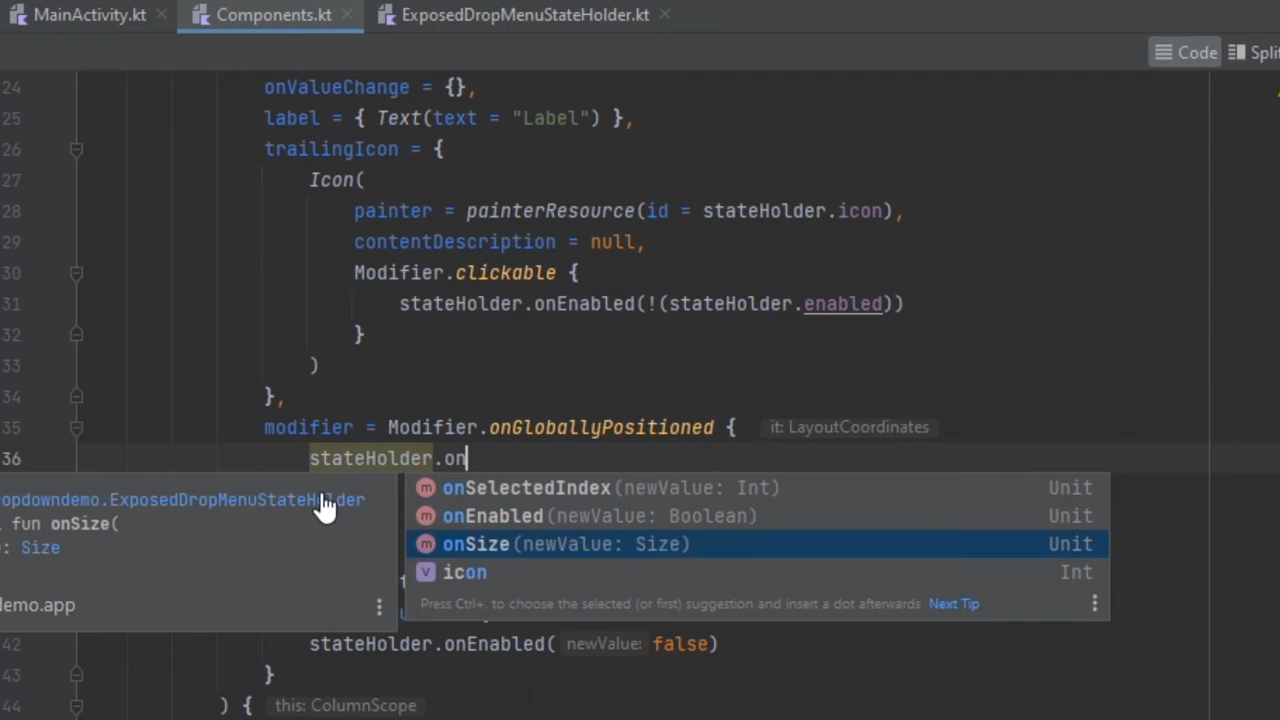 MainActivity.kt
Components.kt
ExposedDropMenuStateHolder.kt
Code
Split
24 onValueChange = {},
25 label = { Text(text = "Label") },
26 trailingIcon = {
27 Icon(
28 painter = painterResource(id = stateHolder.icon),
29 contentDescription = null,
30 Modifier.clickable {
31 stateHolder.onEnabled(!(stateHolder.enabled))
32 }
33 )
34 },
35 modifier = Modifier.onGloballyPositioned { it: LayoutCoordinates
36 stateHolder.on
opdowndemo.ExposedDropMenuStateHolder
fun onSize(
: Size
demo.app
onSelectedIndex(newValue: Int) Unit
onEnabled(newValue: Boolean) Unit
onSize(newValue: Size) Unit
icon Int
Press Ctrl+. to choose the selected (or first) suggestion and insert a dot afterwards Next Tip
42 stateHolder.onEnabled( newValue: false)
43 }
44 ) { this: ColumnScope